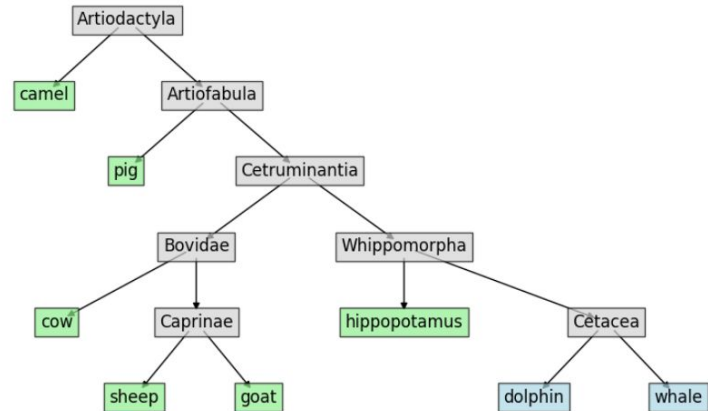 Artiodactyla
camel
Artiofabula
pig
Cetruminantia
Bovidae
Whippomorpha
cow
Caprinae
hippopotamus
Cetacea
sheep
goat
dolphin
whale